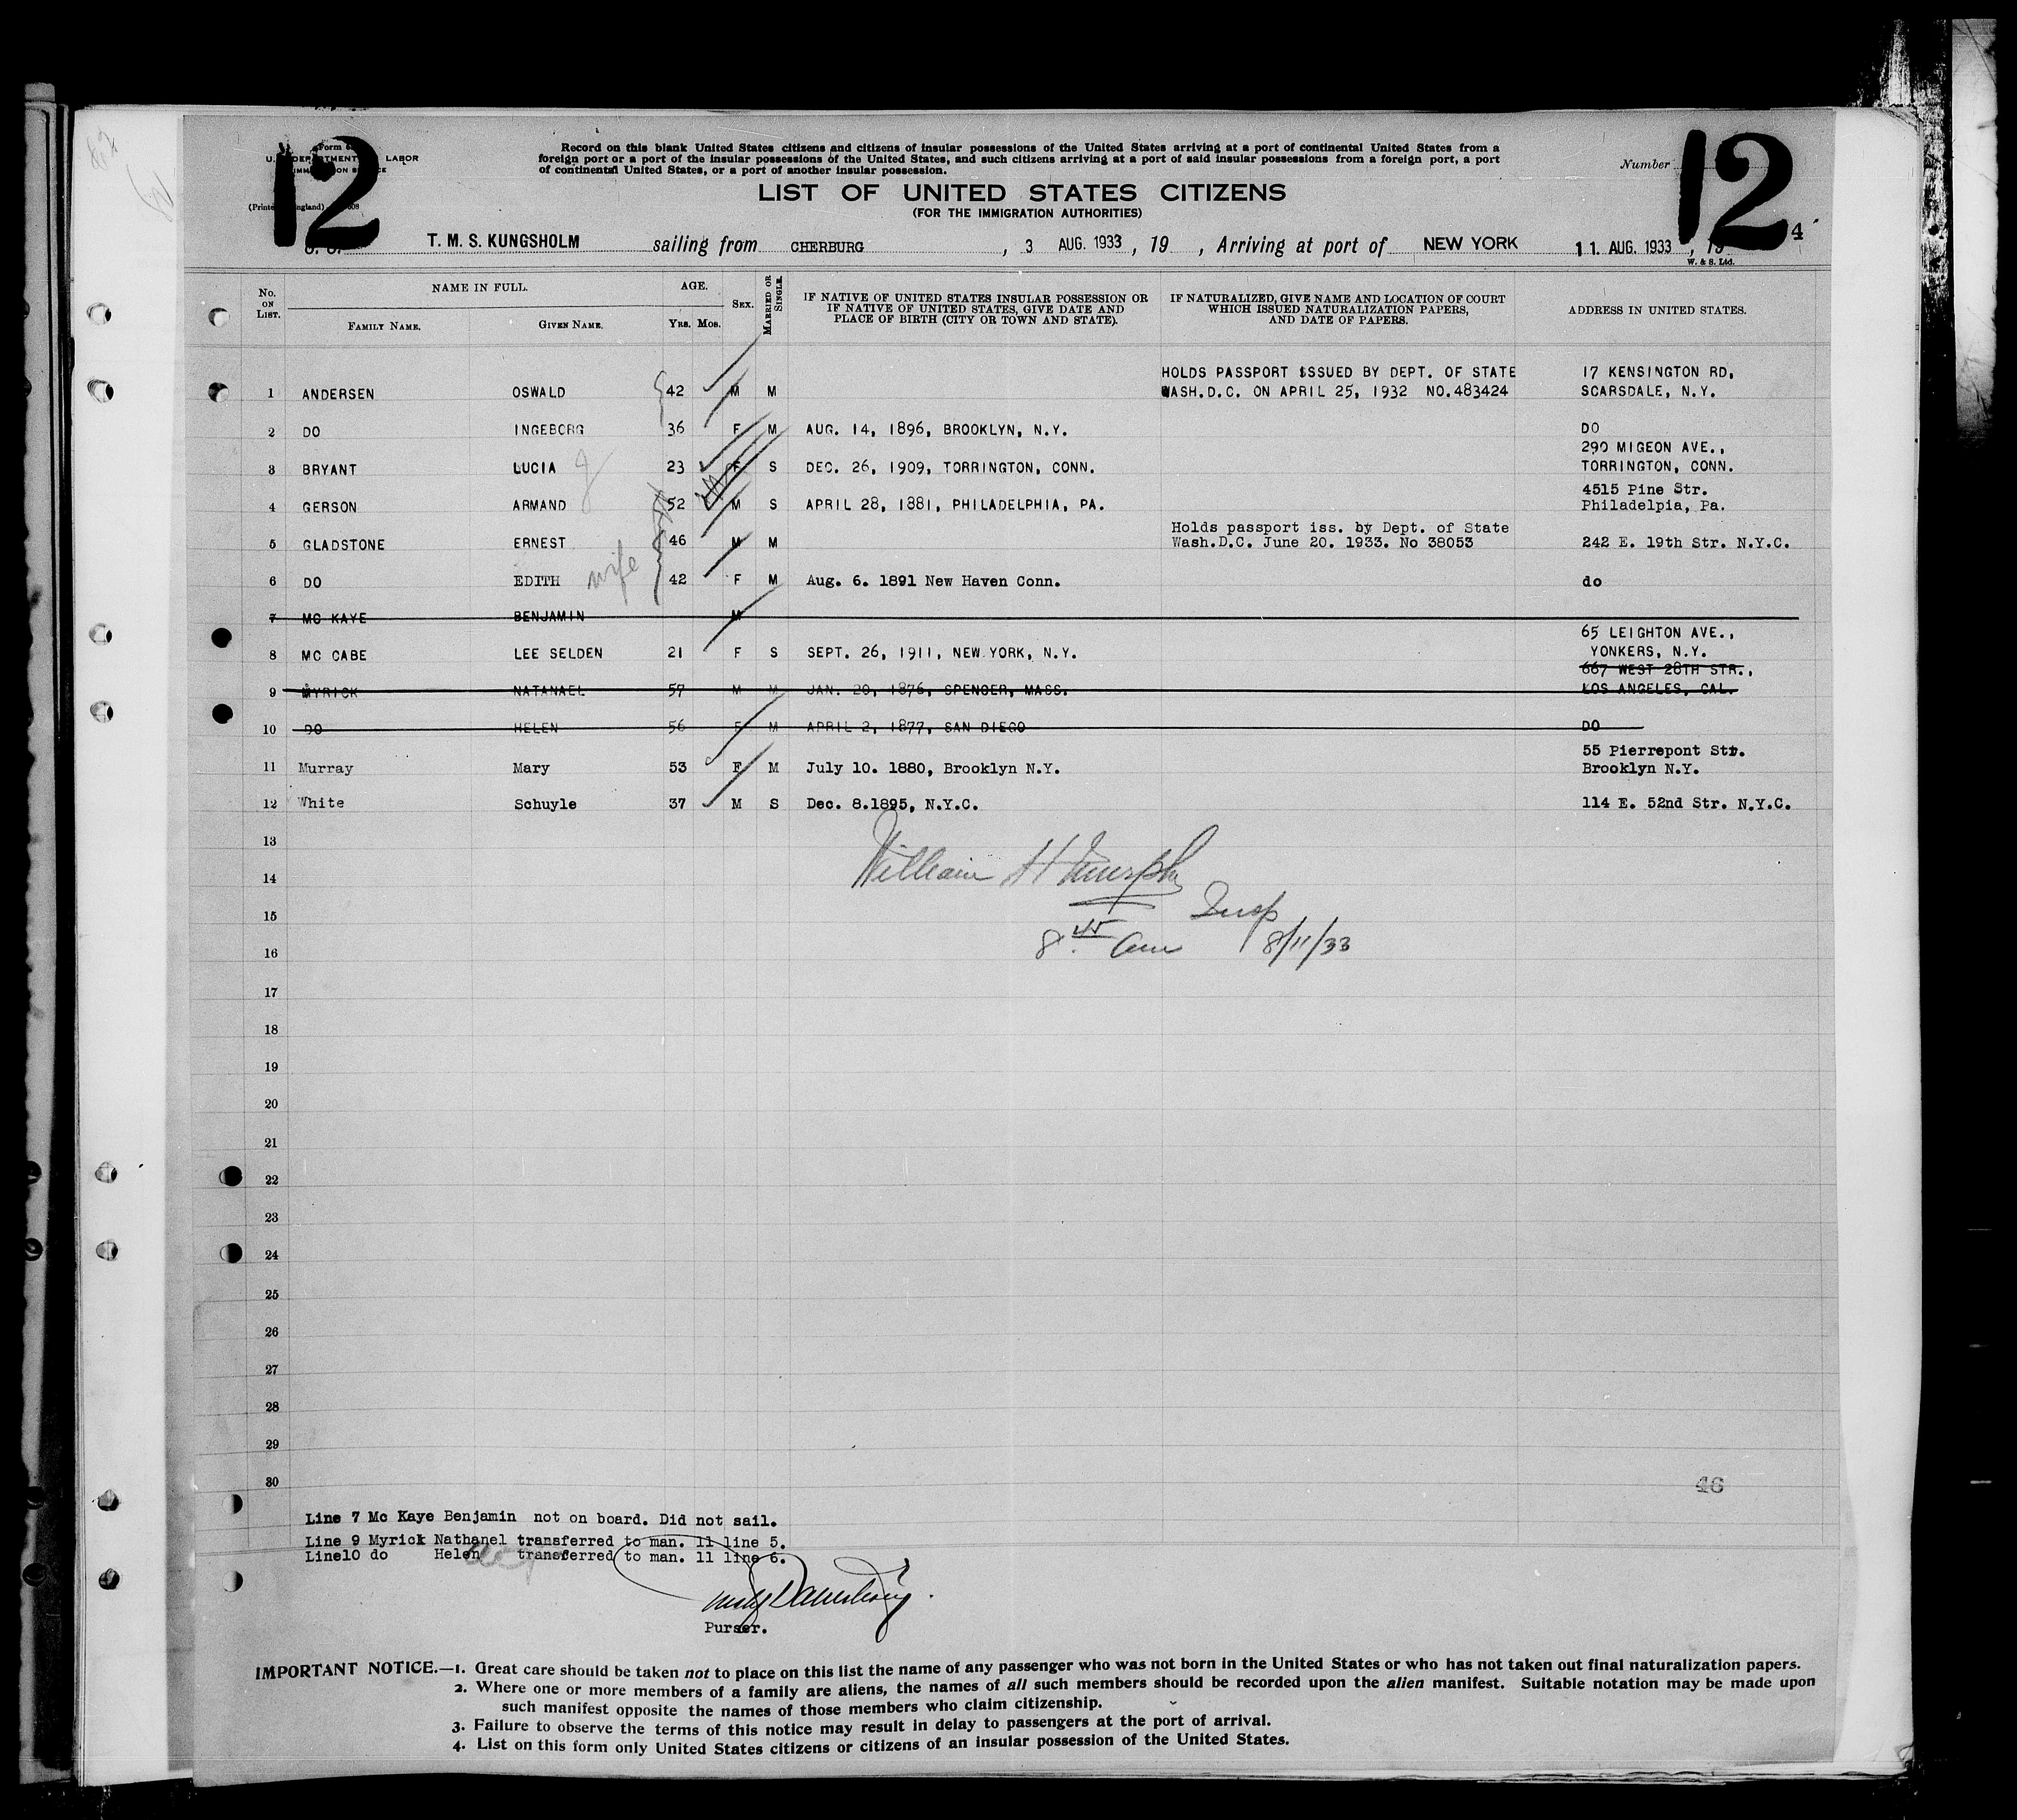 12
12
Form 6
U.
LABOR
Record on this blank United States citizens and citizens of insular possessions of the United States arriving at a port of continental United States from a
foreign port or a port of the insular possessions of the United States, and such citizens arriving at a port of said insular possessions from a foreign port, a port
of continental United States, or a port of another insular possession.
Number
LIST OF UNITED STATES CITIZENS
(FOR THE IMMIGRATION AUTHORITIES)
T. M. S. KUNGSHOLM sailing from CHERBURG , 3 AUG. 1933 , 19 , Arriving at port of NEW YORK 11. AUG. 1933 , 19 4
W. & S. Ltd.
No. ON LIST.
NAME IN FULL.
FAMILY NAME. GIVEN NAME.
AGE.
YRS. MOS.
SEX.
MARRIED OR SINGLE.
IF NATIVE OF UNITED STATES INSULAR POSSESSION OR
IF NATIVE OF UNITED STATES, GIVE DATE AND
PLACE OF BIRTH (CITY OR TOWN AND STATE).
IF NATURALIZED, GIVE NAME AND LOCATION OF COURT
WHICH ISSUED NATURALIZATION PAPERS,
AND DATE OF PAPERS.
ADDRESS IN UNITED STATES.
HOLDS PASSPORT ISSUED BY DEPT. OF STATE 17 KENSINGTON RD,
1 ANDERSEN OSWALD 42 M M WASH.D.C. ON APRIL 25, 1932 NO.483424 SCARSDALE, N.Y.
2 DO INGEBORG 36 F M AUG. 14, 1896, BROOKLYN, N.Y. DO
290 MIGEON AVE.,
3 BRYANT LUCIA 23 F S DEC. 26, 1909, TORRINGTON, CONN. TORRINGTON, CONN.
4515 Pine Str.
4 GERSON ARMAND 52 M S APRIL 28, 1881, PHILADELPHIA, PA. Philadelpia, Pa.
Holds passport iss. by Dept. of State
5 GLADSTONE ERNEST 46 M M Wash.D.C. June 20. 1933. No 38053 242 E. 19th Str. N.Y.C.
6 DO EDITH wife 42 F M Aug. 6. 1891 New Haven Conn. do
7 MC KAYE BENJAMIN M
65 LEIGHTON AVE.,
8 MC CABE LEE SELDEN 21 F S SEPT. 26, 1911, NEW YORK, N.Y. YONKERS, N.Y.
667 WEST 28TH STR.,
9 MYRICK NATANAEL 57 M M JAN. 20, 1876, SPENCER, MASS. LOS ANGELES, CAL.
10 DO HELEN 56 F M APRIL 2, 1877, SAN DIEGO DO
55 Pierrepont Str.
11 Murray Mary 53 F M July 10. 1880, Brooklyn N.Y. Brooklyn N.Y.
12 White Schuyle 37 M S Dec. 8.1895, N.Y.C. 114 E. 52nd Str. N.Y.C.
13
14 William H Murphy
15 Insp
16 8 45 am 8/11/33
17
18
19
20
21
22
23
24
25
26
27
28
29
30
46
Line 7 Mc Kaye Benjamin not on board. Did not sail.
Line 9 Myrick Nathanel transferred to man. 11 line 5.
Line10 do Helen transferred to man. 11 line 6.
Purser.
IMPORTANT NOTICE.—1. Great care should be taken not to place on this list the name of any passenger who was not born in the United States or who has not taken out final naturalization papers.
2. Where one or more members of a family are aliens, the names of all such members should be recorded upon the alien manifest. Suitable notation may be made upon
such manifest opposite the names of those members who claim citizenship.
3. Failure to observe the terms of this notice may result in delay to passengers at the port of arrival.
4. List on this form only United States citizens or citizens of an insular possession of the United States.